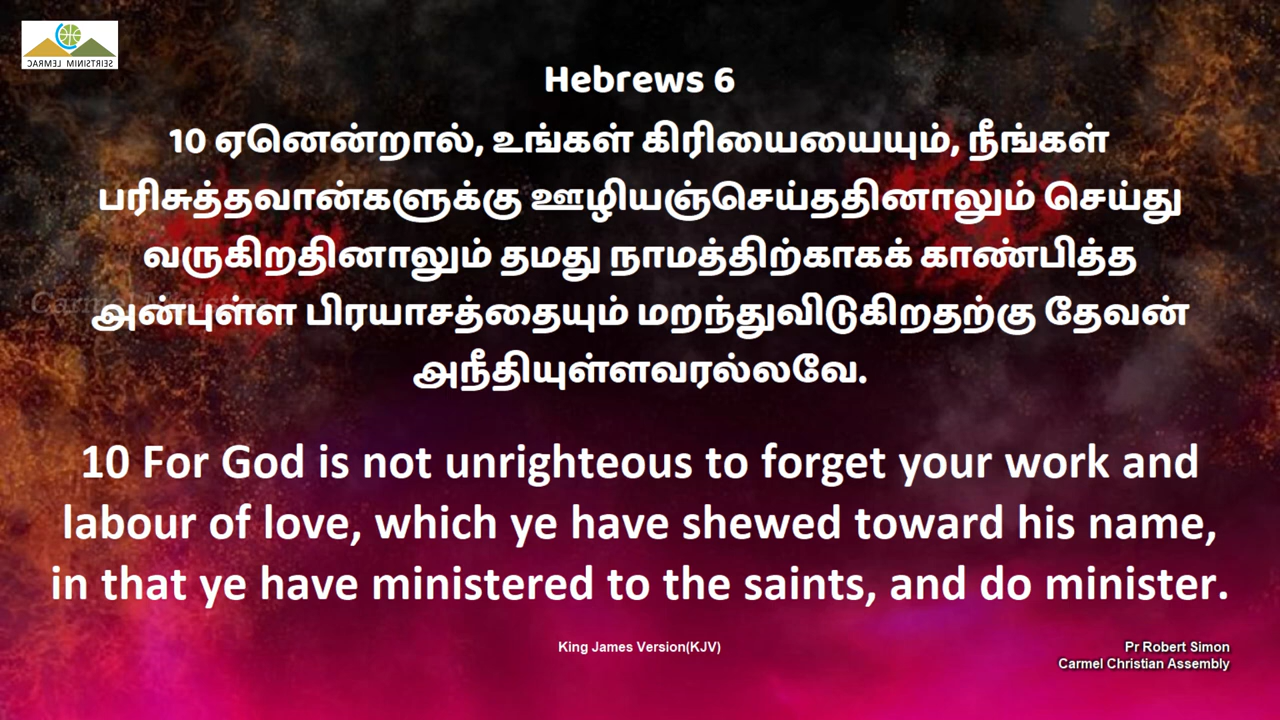 CARMEL MINISTRIES
Hebrews 6
10 ஏனென்றால், உங்கள் கிரியையையும், நீங்கள்
பரிசுத்தவான்களுக்கு ஊழியஞ்செய்ததினாலும் செய்து
வருகிறதினாலும் தமது நாமத்திற்காகக் காண்பித்த
அன்புள்ள பிரயாசத்தையும் மறந்துவிடுகிறதற்கு தேவன்
அநீதியுள்ளவரல்லவே.
10 For God is not unrighteous to forget your work and
labour of love, which ye have shewed toward his name,
in that ye have ministered to the saints, and do minister.
King James Version(KJV)
Pr Robert Simon
Carmel Christian Assembly